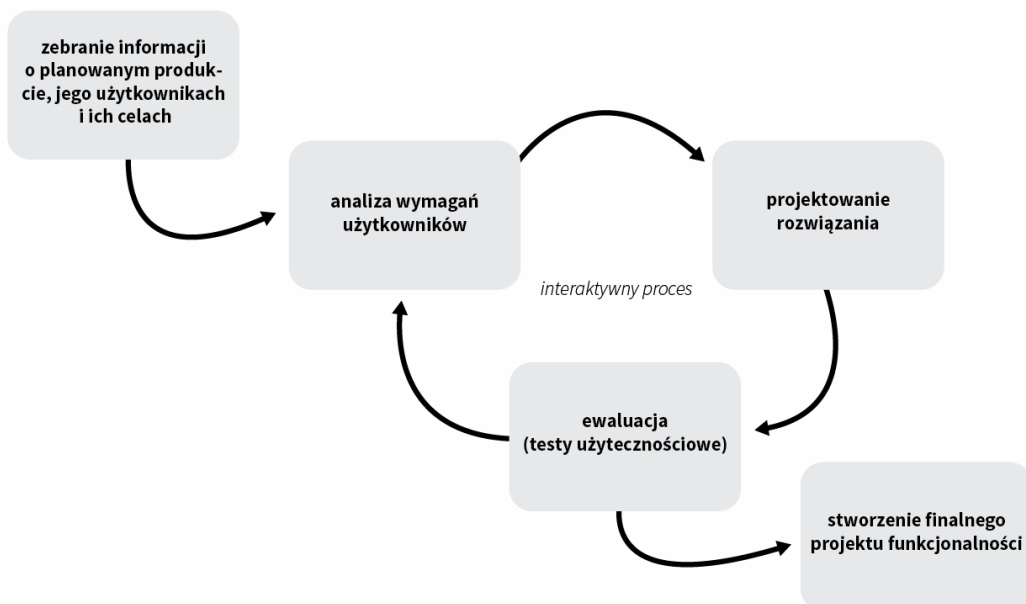 zebranie informacji
o planowanym produk-
cie, jego użytkownikach
i ich celach
analiza wymagań
użytkowników
projektowanie
rozwiązania
interaktywny proces
ewaluacja
(testy użytecznościowe)
stworzenie finalnego
projektu funkcjonalności